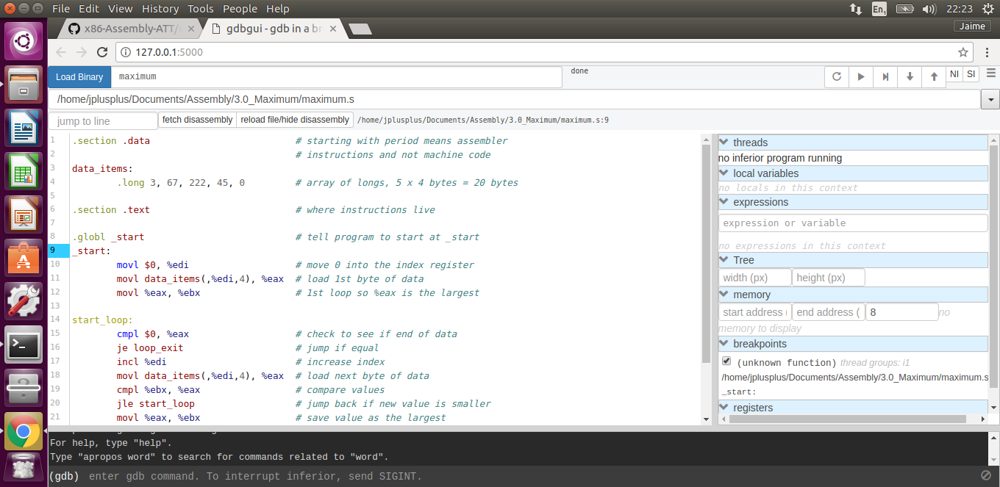 File Edit View History Tools People Help
En1 22:23
x86-Assembly-ATT/ gdbgui - gdb in a br Jaime
127.0.0.1:5000
Load Binary maximum done NI SI
/home/jplusplus/Documents/Assembly/3.0_Maximum/maximum.s
jump to line fetch disassembly reload file/hide disassembly /home/jplusplus/Documents/Assembly/3.0_Maximum/maximum.s:9
1 .section .data # starting with period means assembler
2 # instructions and not machine code
3 data_items:
4 .long 3, 67, 222, 45, 0 # array of longs, 5 x 4 bytes = 20 bytes
5
6 .section .text # where instructions live
7
8 .globl _start # tell program to start at _start
9 _start:
10 movl $0, %edi # move 0 into the index register
11 movl data_items(,%edi,4), %eax # load 1st byte of data
12 movl %eax, %ebx # 1st loop so %eax is the largest
13
14 start_loop:
15 cmpl $0, %eax # check to see if end of data
16 je loop_exit # jump if equal
17 incl %edi # increase index
18 movl data_items(,%edi,4), %eax # load next byte of data
19 cmpl %ebx, %eax # compare values
20 jle start_loop # jump back if new value is smaller
21 movl %eax, %ebx # save value as the largest
threads
no inferior program running
local variables
no locals in this context
expressions
expression or variable
no expressions in this context
Tree
width (px) height (px)
memory
start address ( end address ( 8 no
memory to display
breakpoints
(unknown function) thread groups: i1
/home/jplusplus/Documents/Assembly/3.0_Maximum/maximum.s
_start:
registers
For help, type "help".
Type "apropos word" to search for commands related to "word".
(gdb) enter gdb command. To interrupt inferior, send SIGINT.